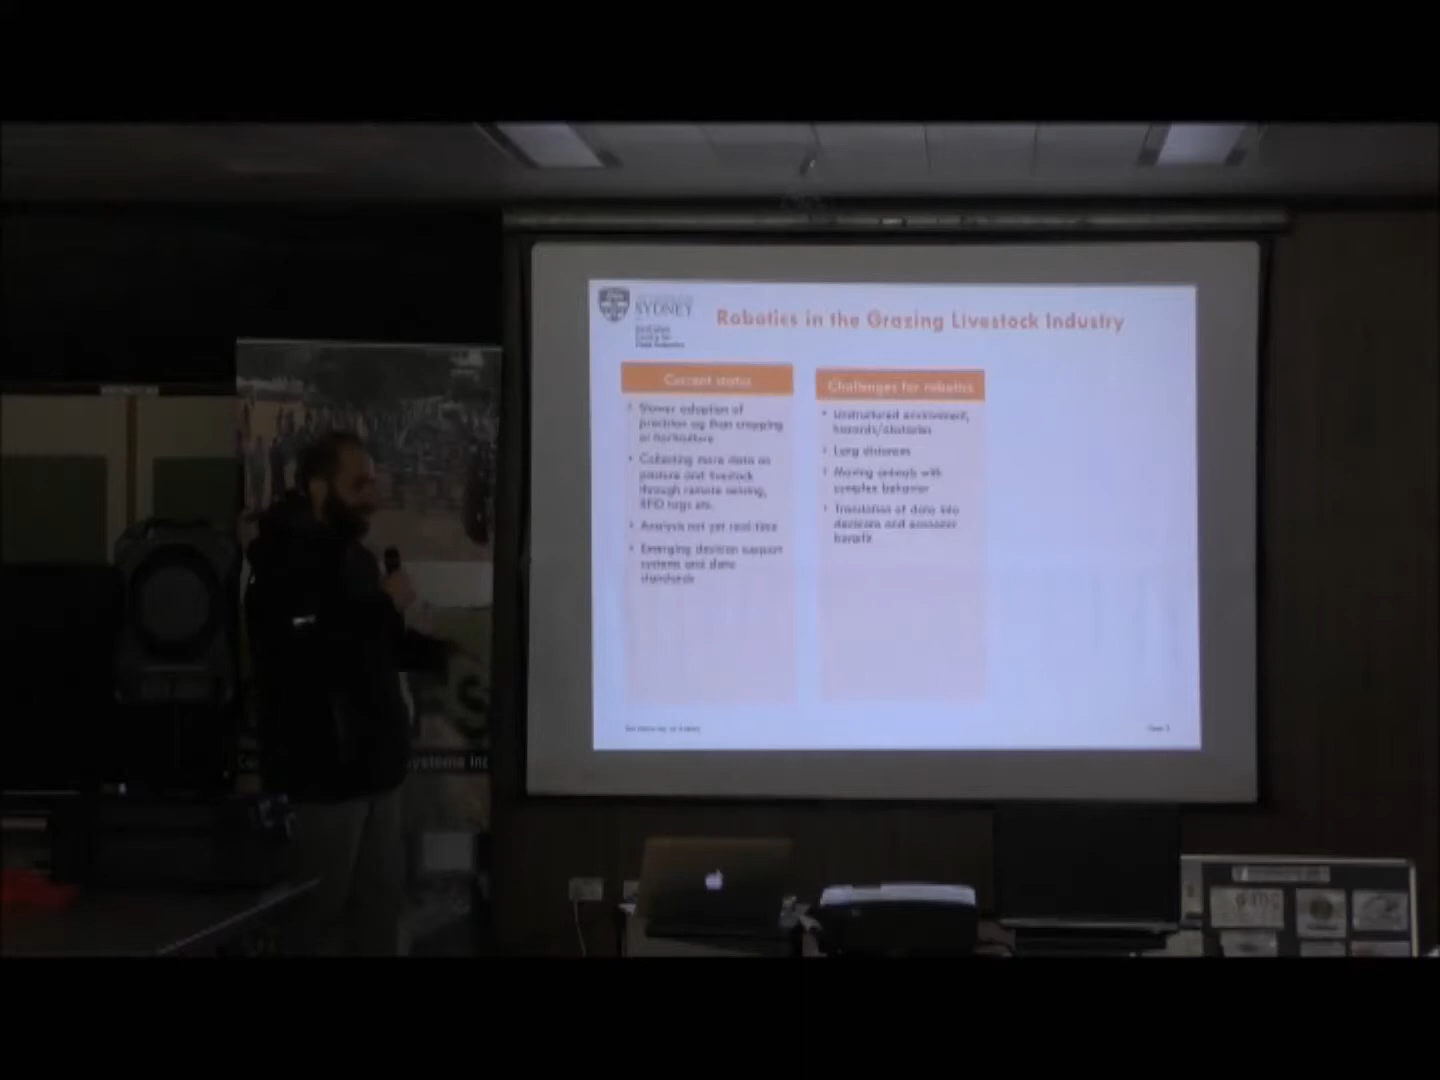 SYDNEY
Robotics in the Grazing Livestock Industry
Current status
Slower adoption of
precision ag than cropping
or horticulture
Collecting more data on
pasture and livestock
through remote sensing,
RFID tags etc.
Analysis not yet real-time
Emerging decision support
systems and data
standards
Challenges for robotics
Unstructured environment,
hazards/obstacles
Long distances
Moving animals with
complex behavior
Translation of data into
decisions and economic
benefit
ystems Inc